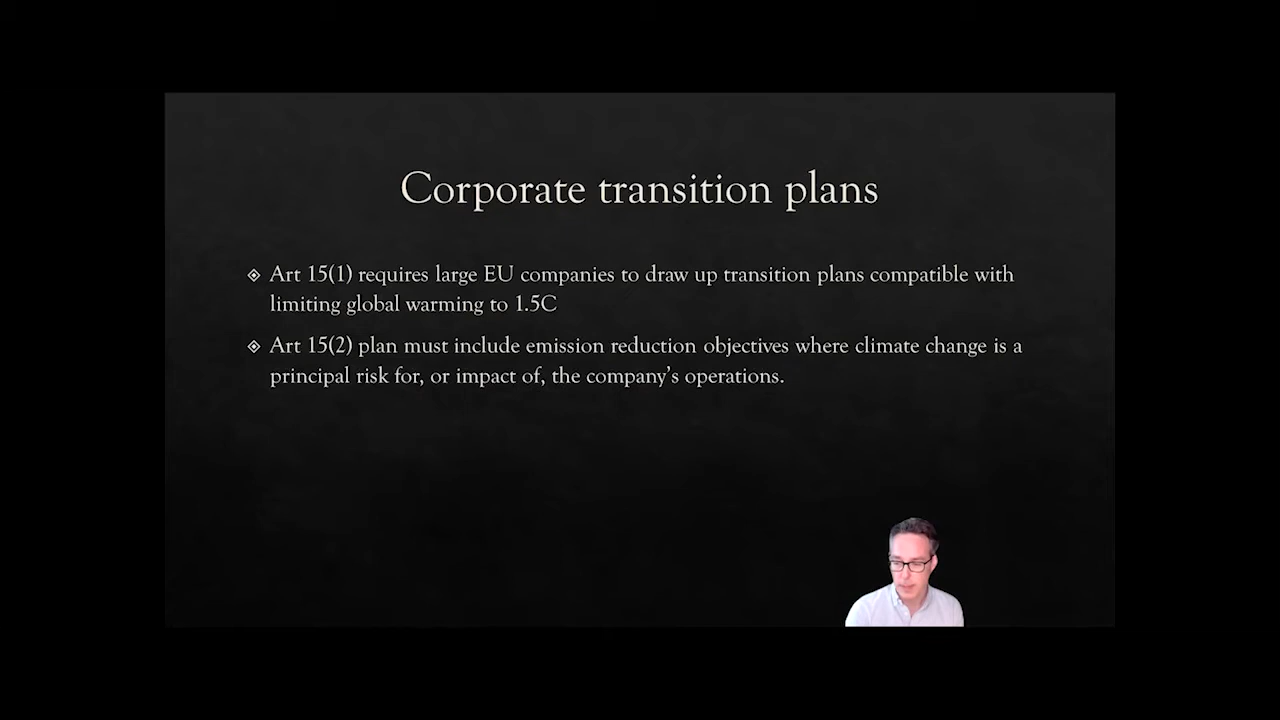 Corporate transition plans
Art 15(1) requires large EU companies to draw up transition plans compatible with
limiting global warming to 1.5C
Art 15(2) plan must include emission reduction objectives where climate change is a
principal risk for, or impact of, the company's operations.